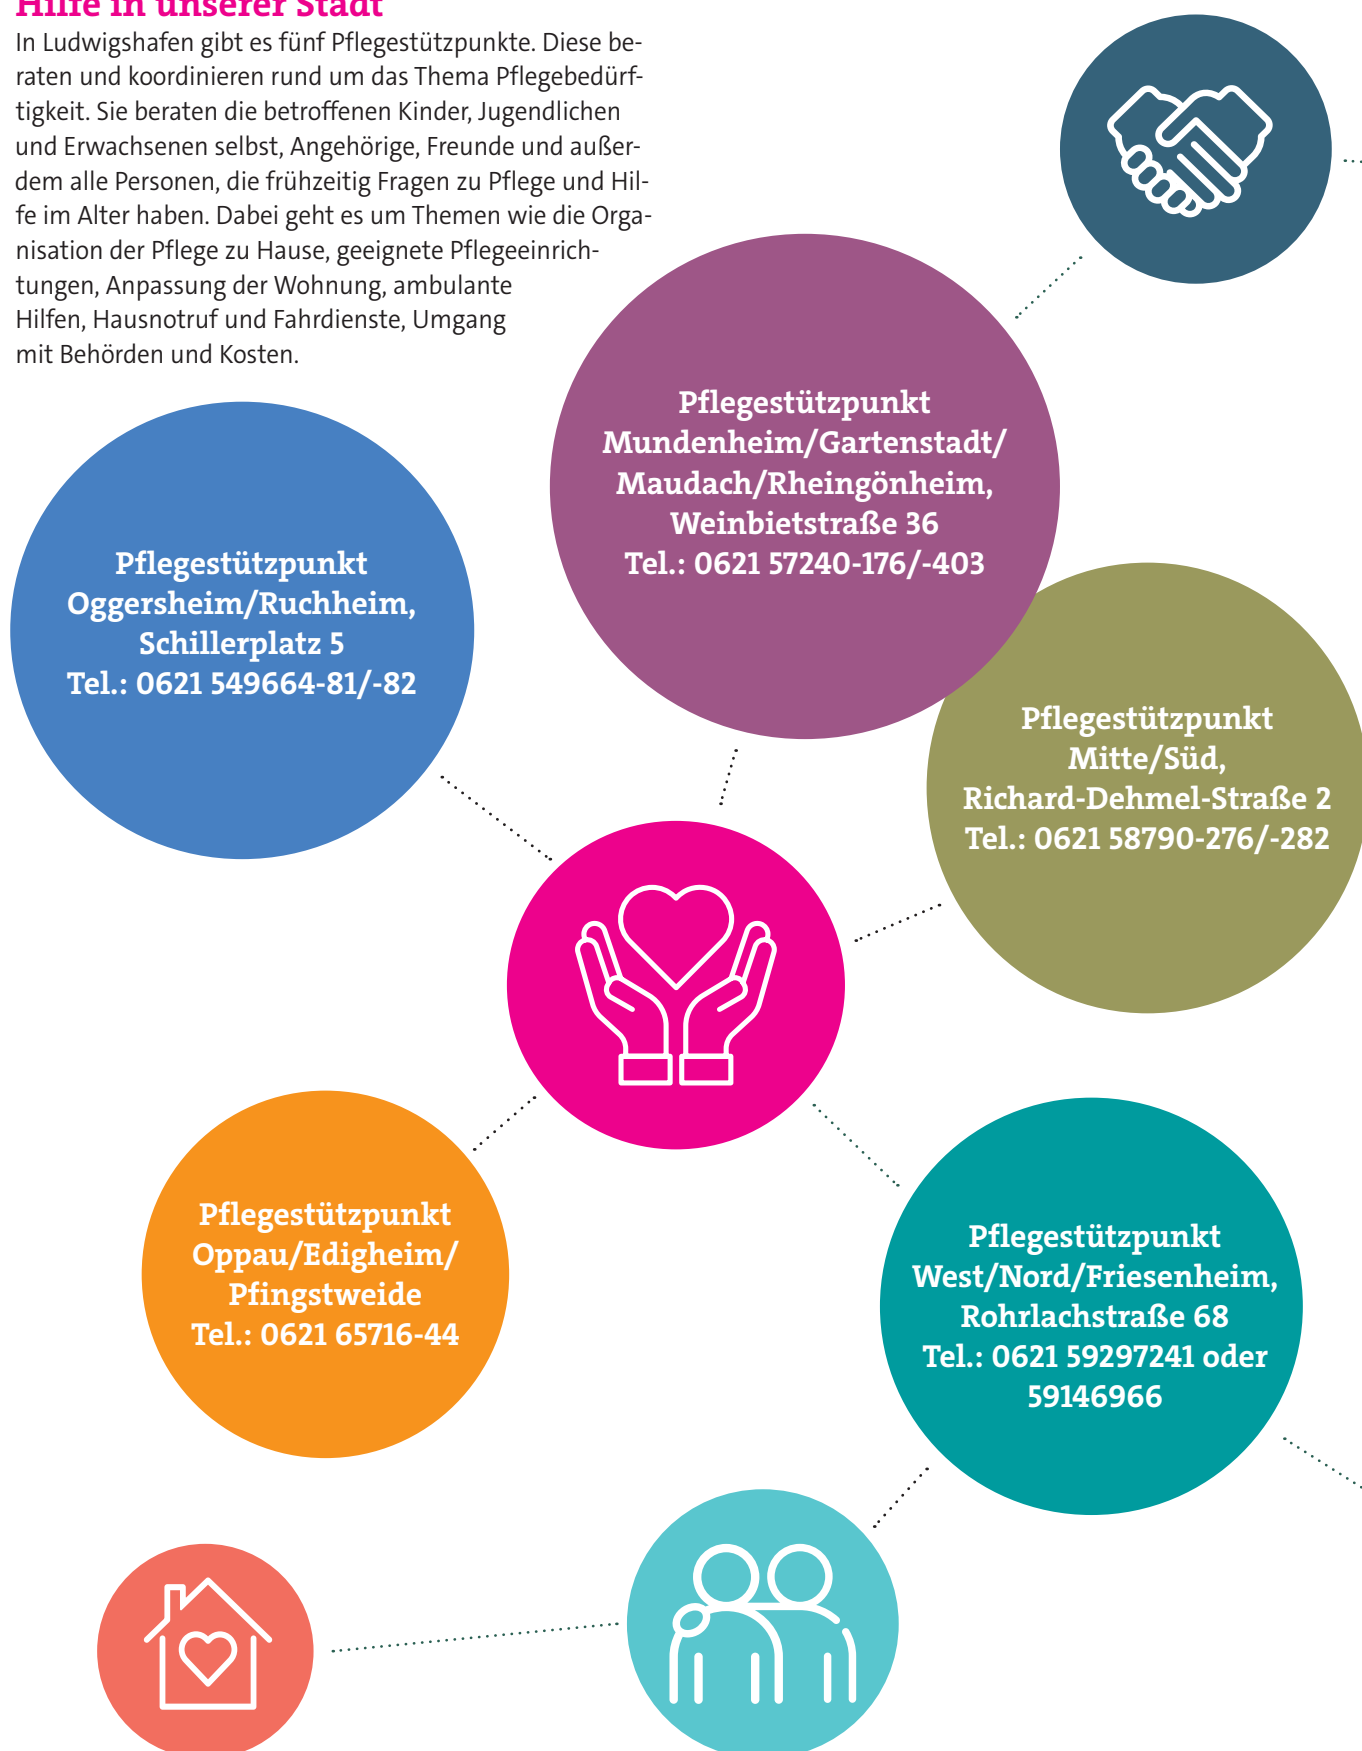 Hilfe in unserer Stadt
In Ludwigshafen gibt es fünf Pflegestützpunkte. Diese be-
raten und koordinieren rund um das Thema Pflegebedürf-
tigkeit. Sie beraten die betroffenen Kinder, Jugendlichen
und Erwachsenen selbst, Angehörige, Freunde und außer-
dem alle Personen, die frühzeitig Fragen zu Pflege und Hil-
fe im Alter haben. Dabei geht es um Themen wie die Orga-
nisation der Pflege zu Hause, geeignete Pflegeeinrich-
tungen, Anpassung der Wohnung, ambulante
Hilfen, Hausnotruf und Fahrdienste, Umgang
mit Behörden und Kosten.
Pflegestützpunkt
Mundenheim/Gartenstadt/
Maudach/Rheingönheim,
Weinbietstraße 36
Tel.: 0621 57240-176/-403
Pflegestützpunkt
Oggersheim/Ruchheim,
Schillerplatz 5
Tel.: 0621 549664-81/-82
Pflegestützpunkt
Mitte/Süd,
Richard-Dehmel-Straße 2
Tel.: 0621 58790-276/-282
Pflegestützpunkt
Oppau/Edigheim/
Pfingstweide
Tel.: 0621 65716-44
Pflegestützpunkt
West/Nord/Friesenheim,
Rohrlachstraße 68
Tel.: 0621 59297241 oder
59146966